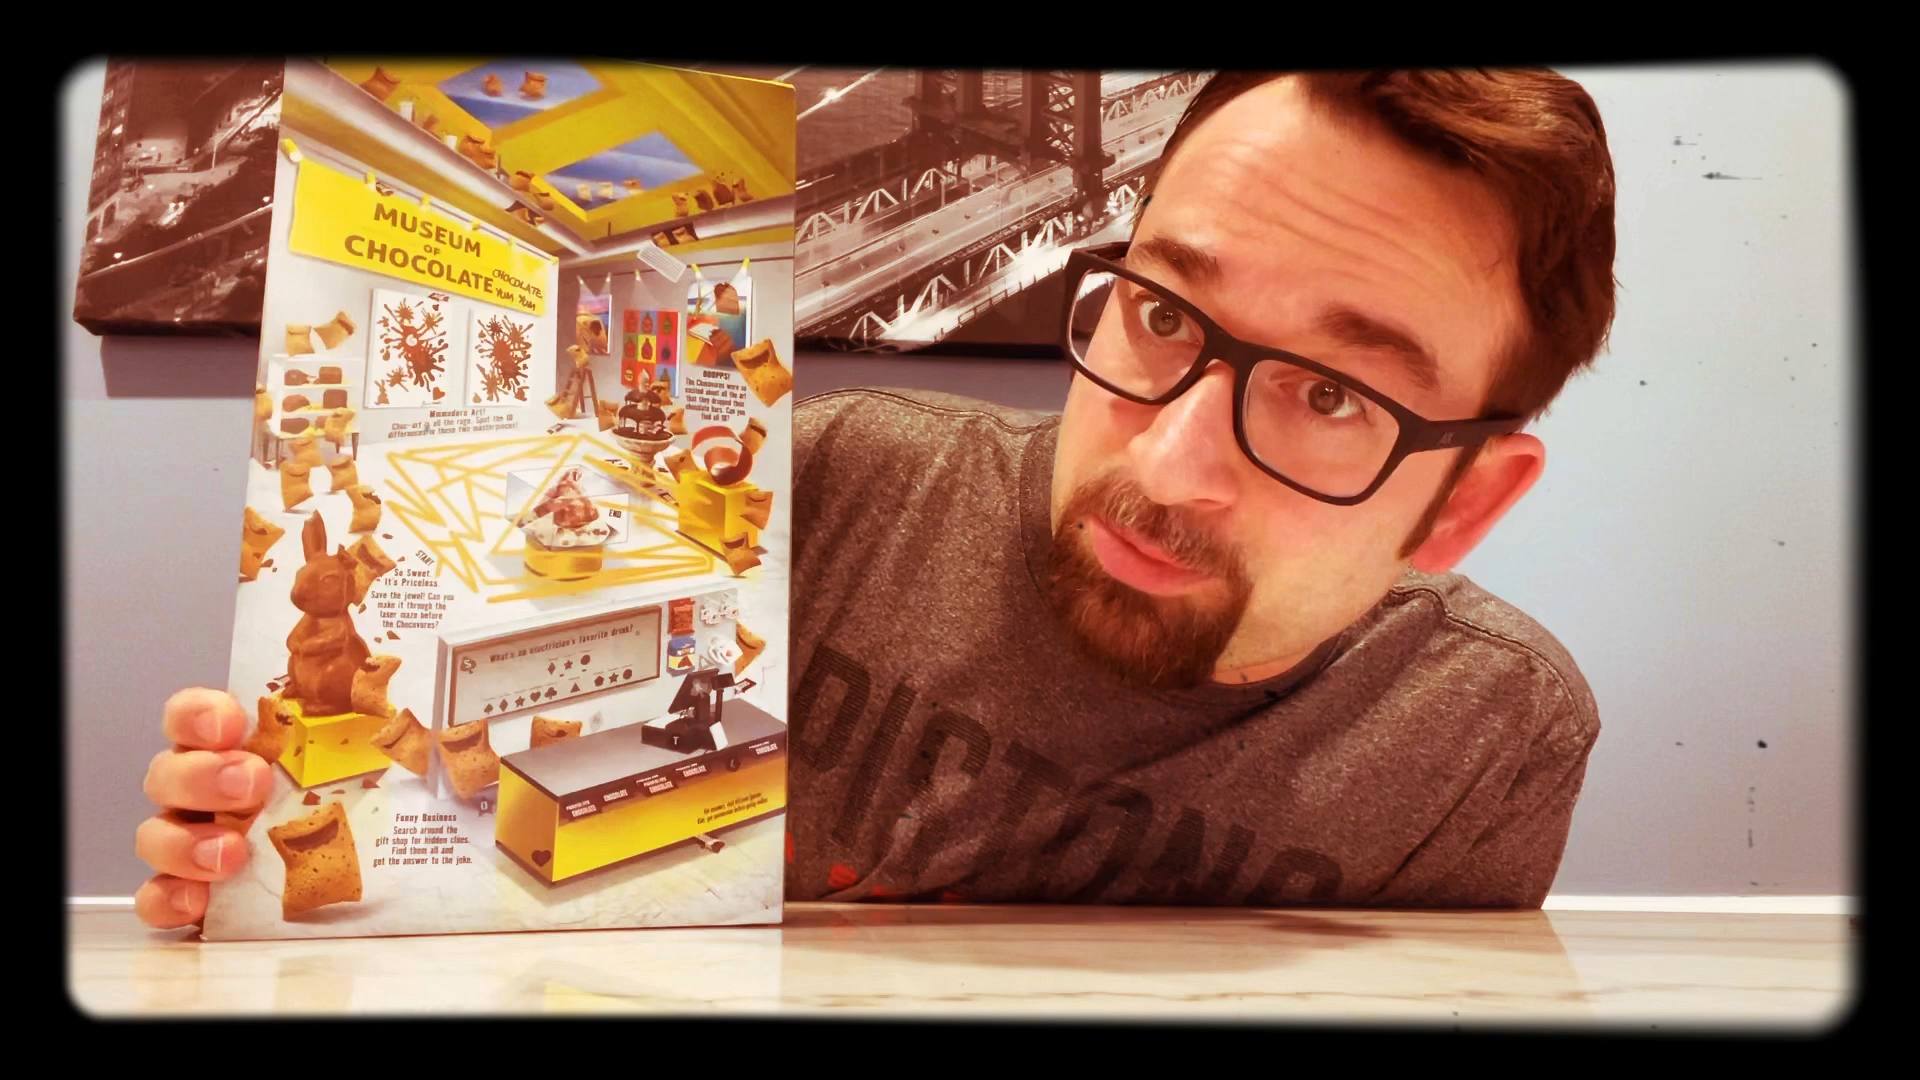 MUSEUM
OF
CHOCOLATE
CHOCOLATE
YUM YUM
OOOPPS!
The Chocovores were so
excited about all the art
that they dropped their
chocolate bars. Can you
find all 10?
Mmmodern Art!
Choc-art is all the rage. Spot the 10
differences in these two masterpieces!
END
START
So Sweet,
It's Priceless
Save the jewel! Can you
make it through the
laser maze before
the Chocovores?
What's an electrician's favorite drink?
S
T
CHOCOLATE
CHOCOLATE
CHOCOLATE
CHOCOLATE
CHOCOLATE
Funny Business
Search around the
gift shop for hidden clues.
Find them all and
get the answer to the joke.
AX